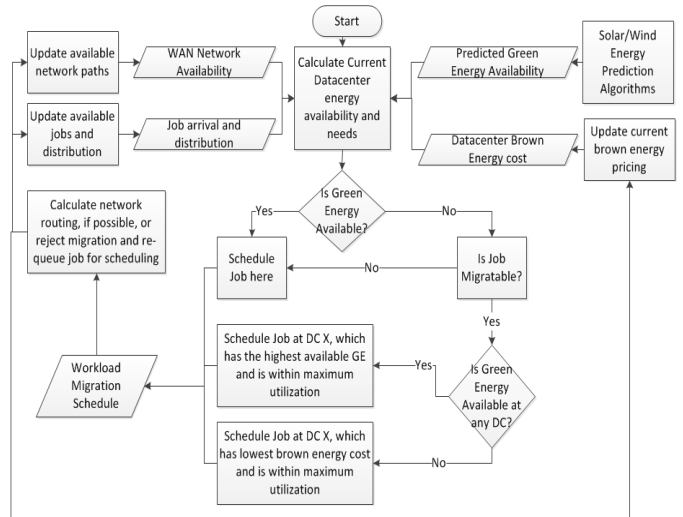 Start
Update available
network paths
WAN Network
Availability
Calculate Current
Datacenter
energy
availability and
needs
Predicted Green
Energy Availability
Solar/Wind
Energy
Prediction
Algorithms
Update available
jobs and
distribution
Job arrival and
distribution
Datacenter Brown
Energy cost
Update current
brown energy
pricing
Is Green
Energy
Available?
Yes
No
Calculate network
routing, if possible, or
reject migration and re-
queue job for scheduling
Schedule
Job here
No
Is Job
Migratable?
Yes
Schedule Job at DC X, which
has the highest available GE
and is within maximum
utilization
Yes
Is Green
Energy
Available at
any DC?
Workload
Migration
Schedule
Schedule Job at DC X, which
has lowest brown energy cost
and is within maximum
utilization
No